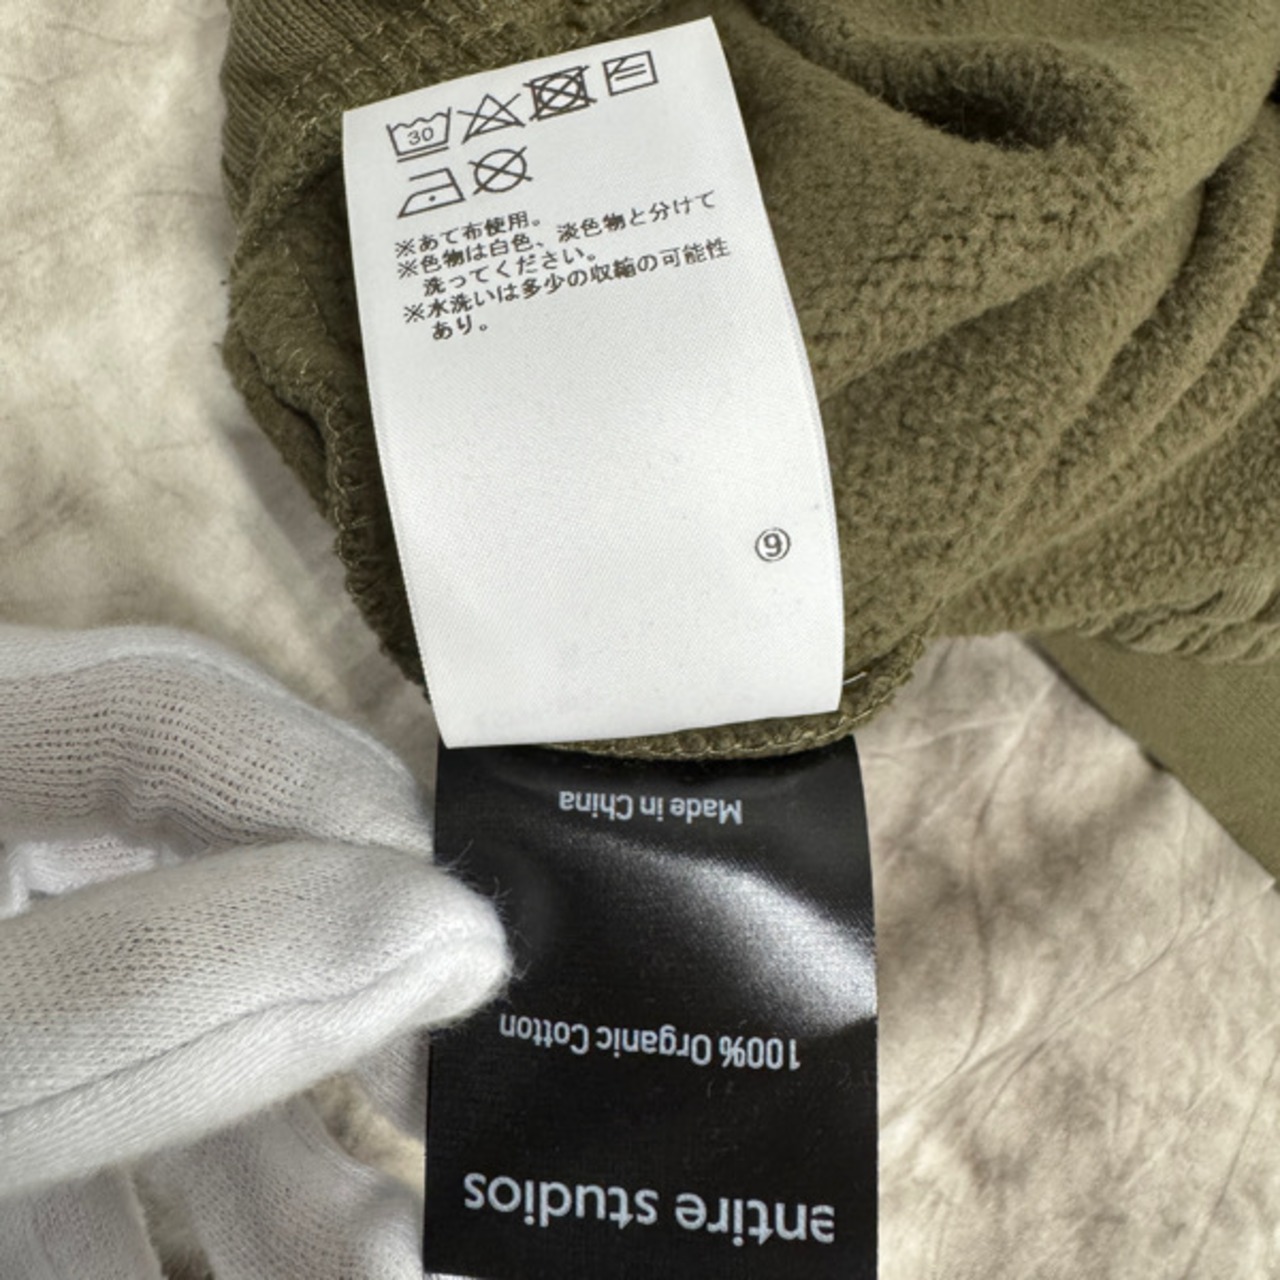 30
※あて布使用。
※色物は白色、淡色物と分けて
洗ってください。
※水洗いは多少の収縮の可能性
あり。
⑨
Made in China
100% Organic Cotton
entire studios